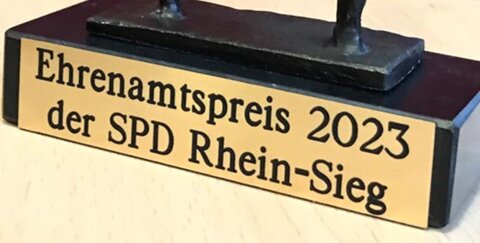 Ehrenamtspreis 2023
der SPD Rhein-Sieg